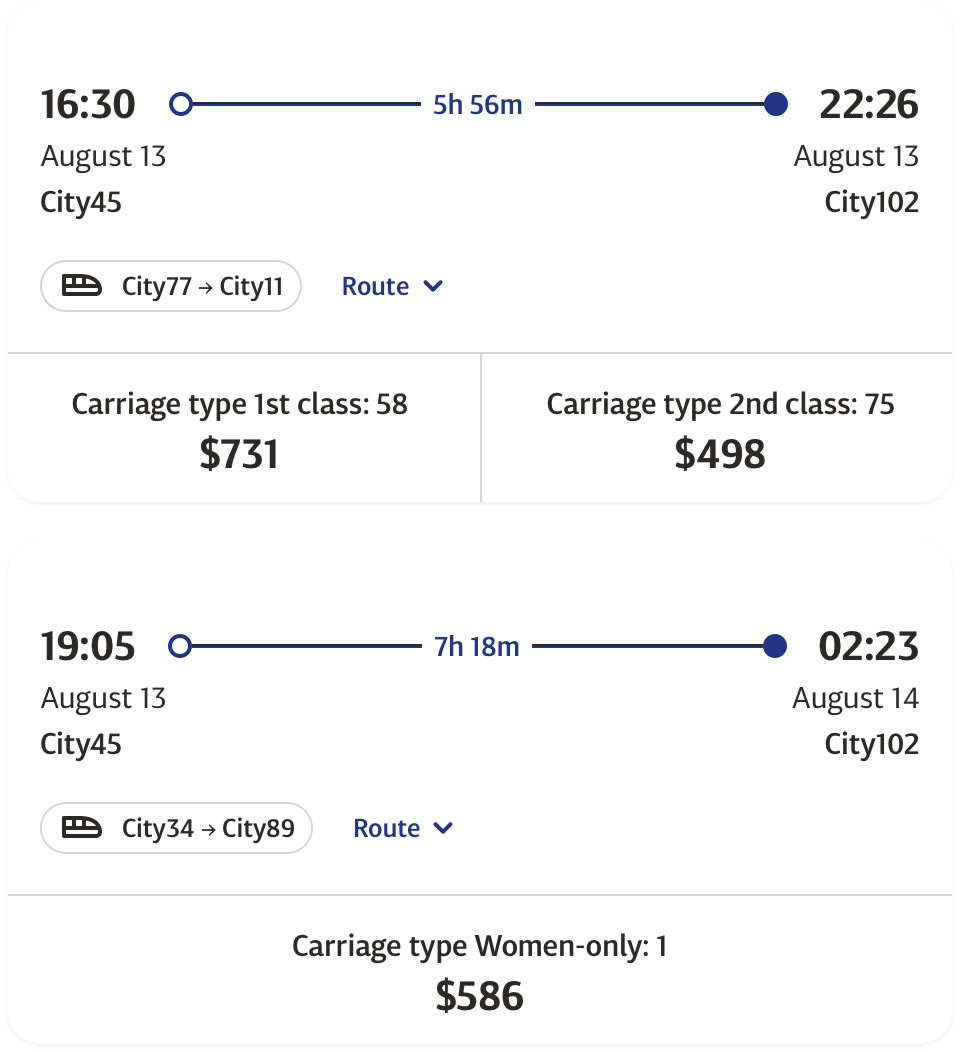 16:30 5h 56m 22:26
August 13 August 13
City45 City102
City77 → City11 Route
Carriage type 1st class: 58 Carriage type 2nd class: 75
$731 $498
19:05 7h 18m 02:23
August 13 August 14
City45 City102
City34 → City89 Route
Carriage type Women-only: 1
$586